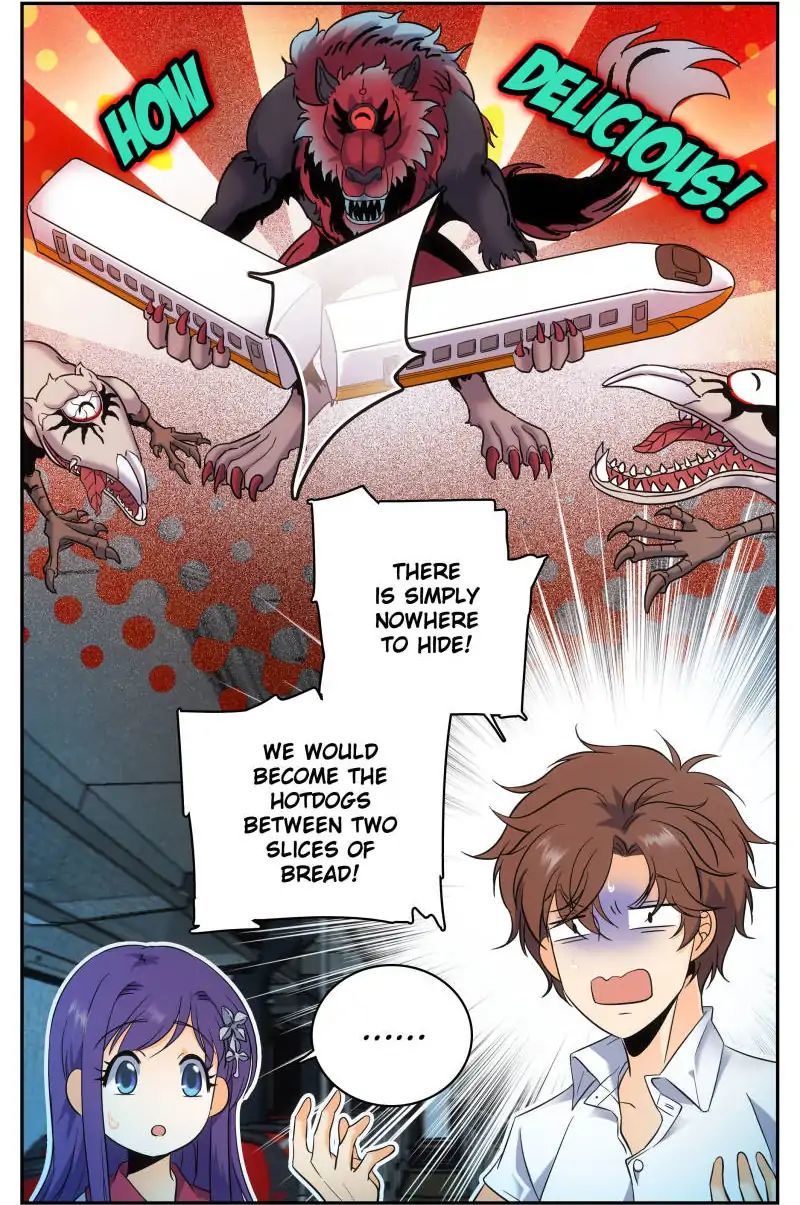 HOW
DELICIOUS!
THERE
IS SIMPLY
NOWHERE
TO HIDE!
WE WOULD
BECOME THE
HOTDOGS
BETWEEN TWO
SLICES OF
BREAD!
......